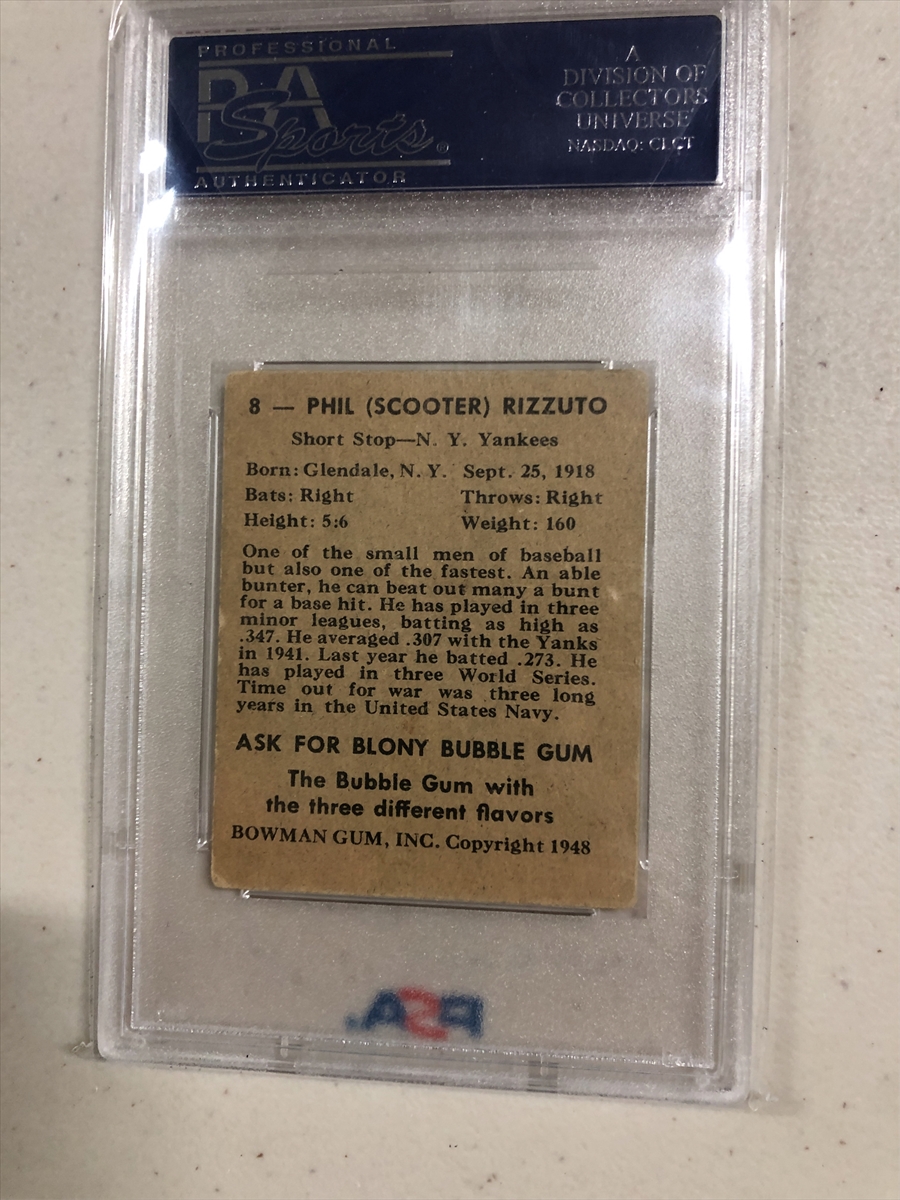 PROFESSIONAL
PSA
Sports®
AUTHENTICATOR
A
DIVISION OF
COLLECTORS
UNIVERSE
NASDAQ: CLCT
8 — PHIL (SCOOTER) RIZZUTO
Short Stop—N. Y. Yankees
Born: Glendale, N. Y. Sept. 25, 1918
Bats: Right Throws: Right
Height: 5:6 Weight: 160
One of the small men of baseball
but also one of the fastest. An able
bunter, he can beat out many a bunt
for a base hit. He has played in three
minor leagues, batting as high as
.347. He averaged .307 with the Yanks
in 1941. Last year he batted .273. He
has played in three World Series.
Time out for war was three long
years in the United States Navy.
ASK FOR BLONY BUBBLE GUM
The Bubble Gum with
the three different flavors
BOWMAN GUM, INC. Copyright 1948
PSA